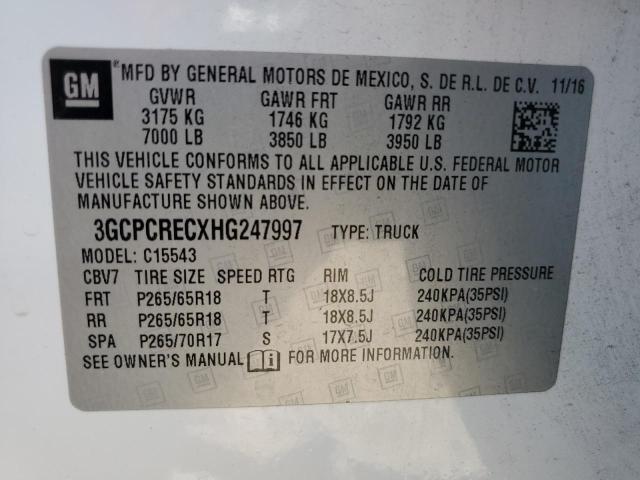 GM ® MFD BY GENERAL MOTORS DE MEXICO, S. DE R.L. DE C.V. 11/16
GVWR GAWR FRT GAWR RR
3175 KG 1746 KG 1792 KG
7000 LB 3850 LB 3950 LB
THIS VEHICLE CONFORMS TO ALL APPLICABLE U.S. FEDERAL MOTOR
VEHICLE SAFETY STANDARDS IN EFFECT ON THE DATE OF
MANUFACTURE SHOWN ABOVE.
3GCPCRECXHG247997 TYPE: TRUCK
MODEL: C15543
CBV7 TIRE SIZE SPEED RTG RIM COLD TIRE PRESSURE
FRT P265/65R18 T 18X8.5J 240KPA(35PSI)
RR P265/65R18 T 18X8.5J 240KPA(35PSI)
SPA P265/70R17 S 17X7.5J 240KPA(35PSI)
SEE OWNER'S MANUAL i FOR MORE INFORMATION.